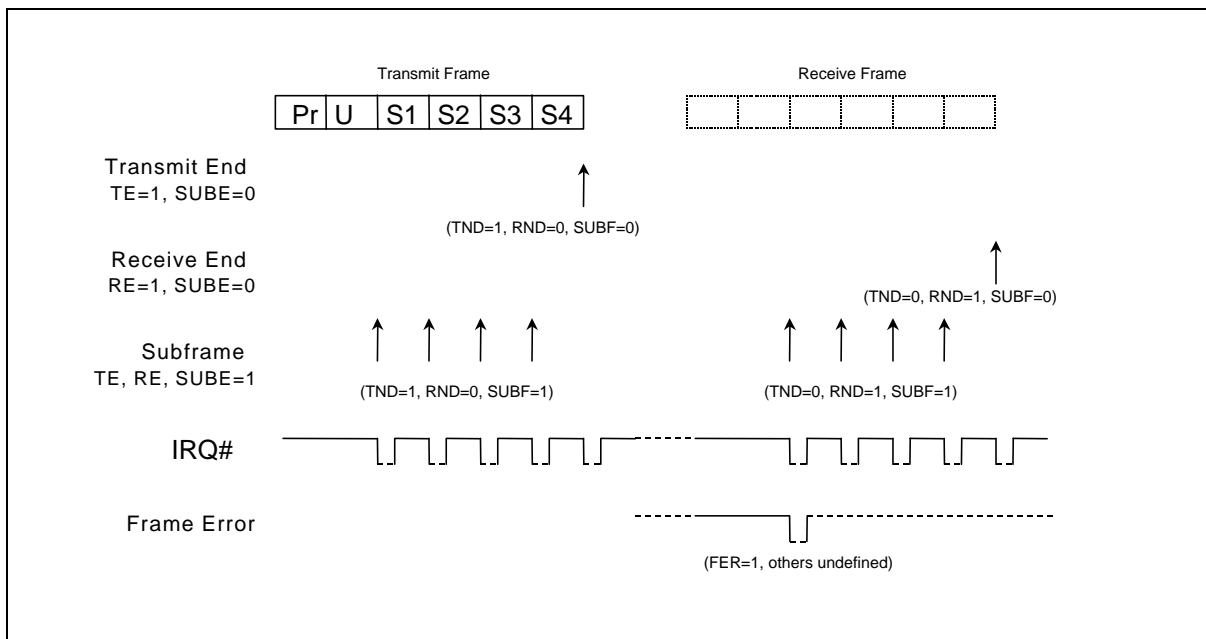 Transmit Frame
Receive Frame
Pr U S1 S2 S3 S4
Transmit End
TE=1, SUBE=0
(TND=1, RND=0, SUBF=0)
Receive End
RE=1, SUBE=0
(TND=0, RND=1, SUBF=0)
Subframe
TE, RE, SUBE=1
(TND=1, RND=0, SUBF=1)
(TND=0, RND=1, SUBF=1)
IRQ#
Frame Error
(FER=1, others undefined)